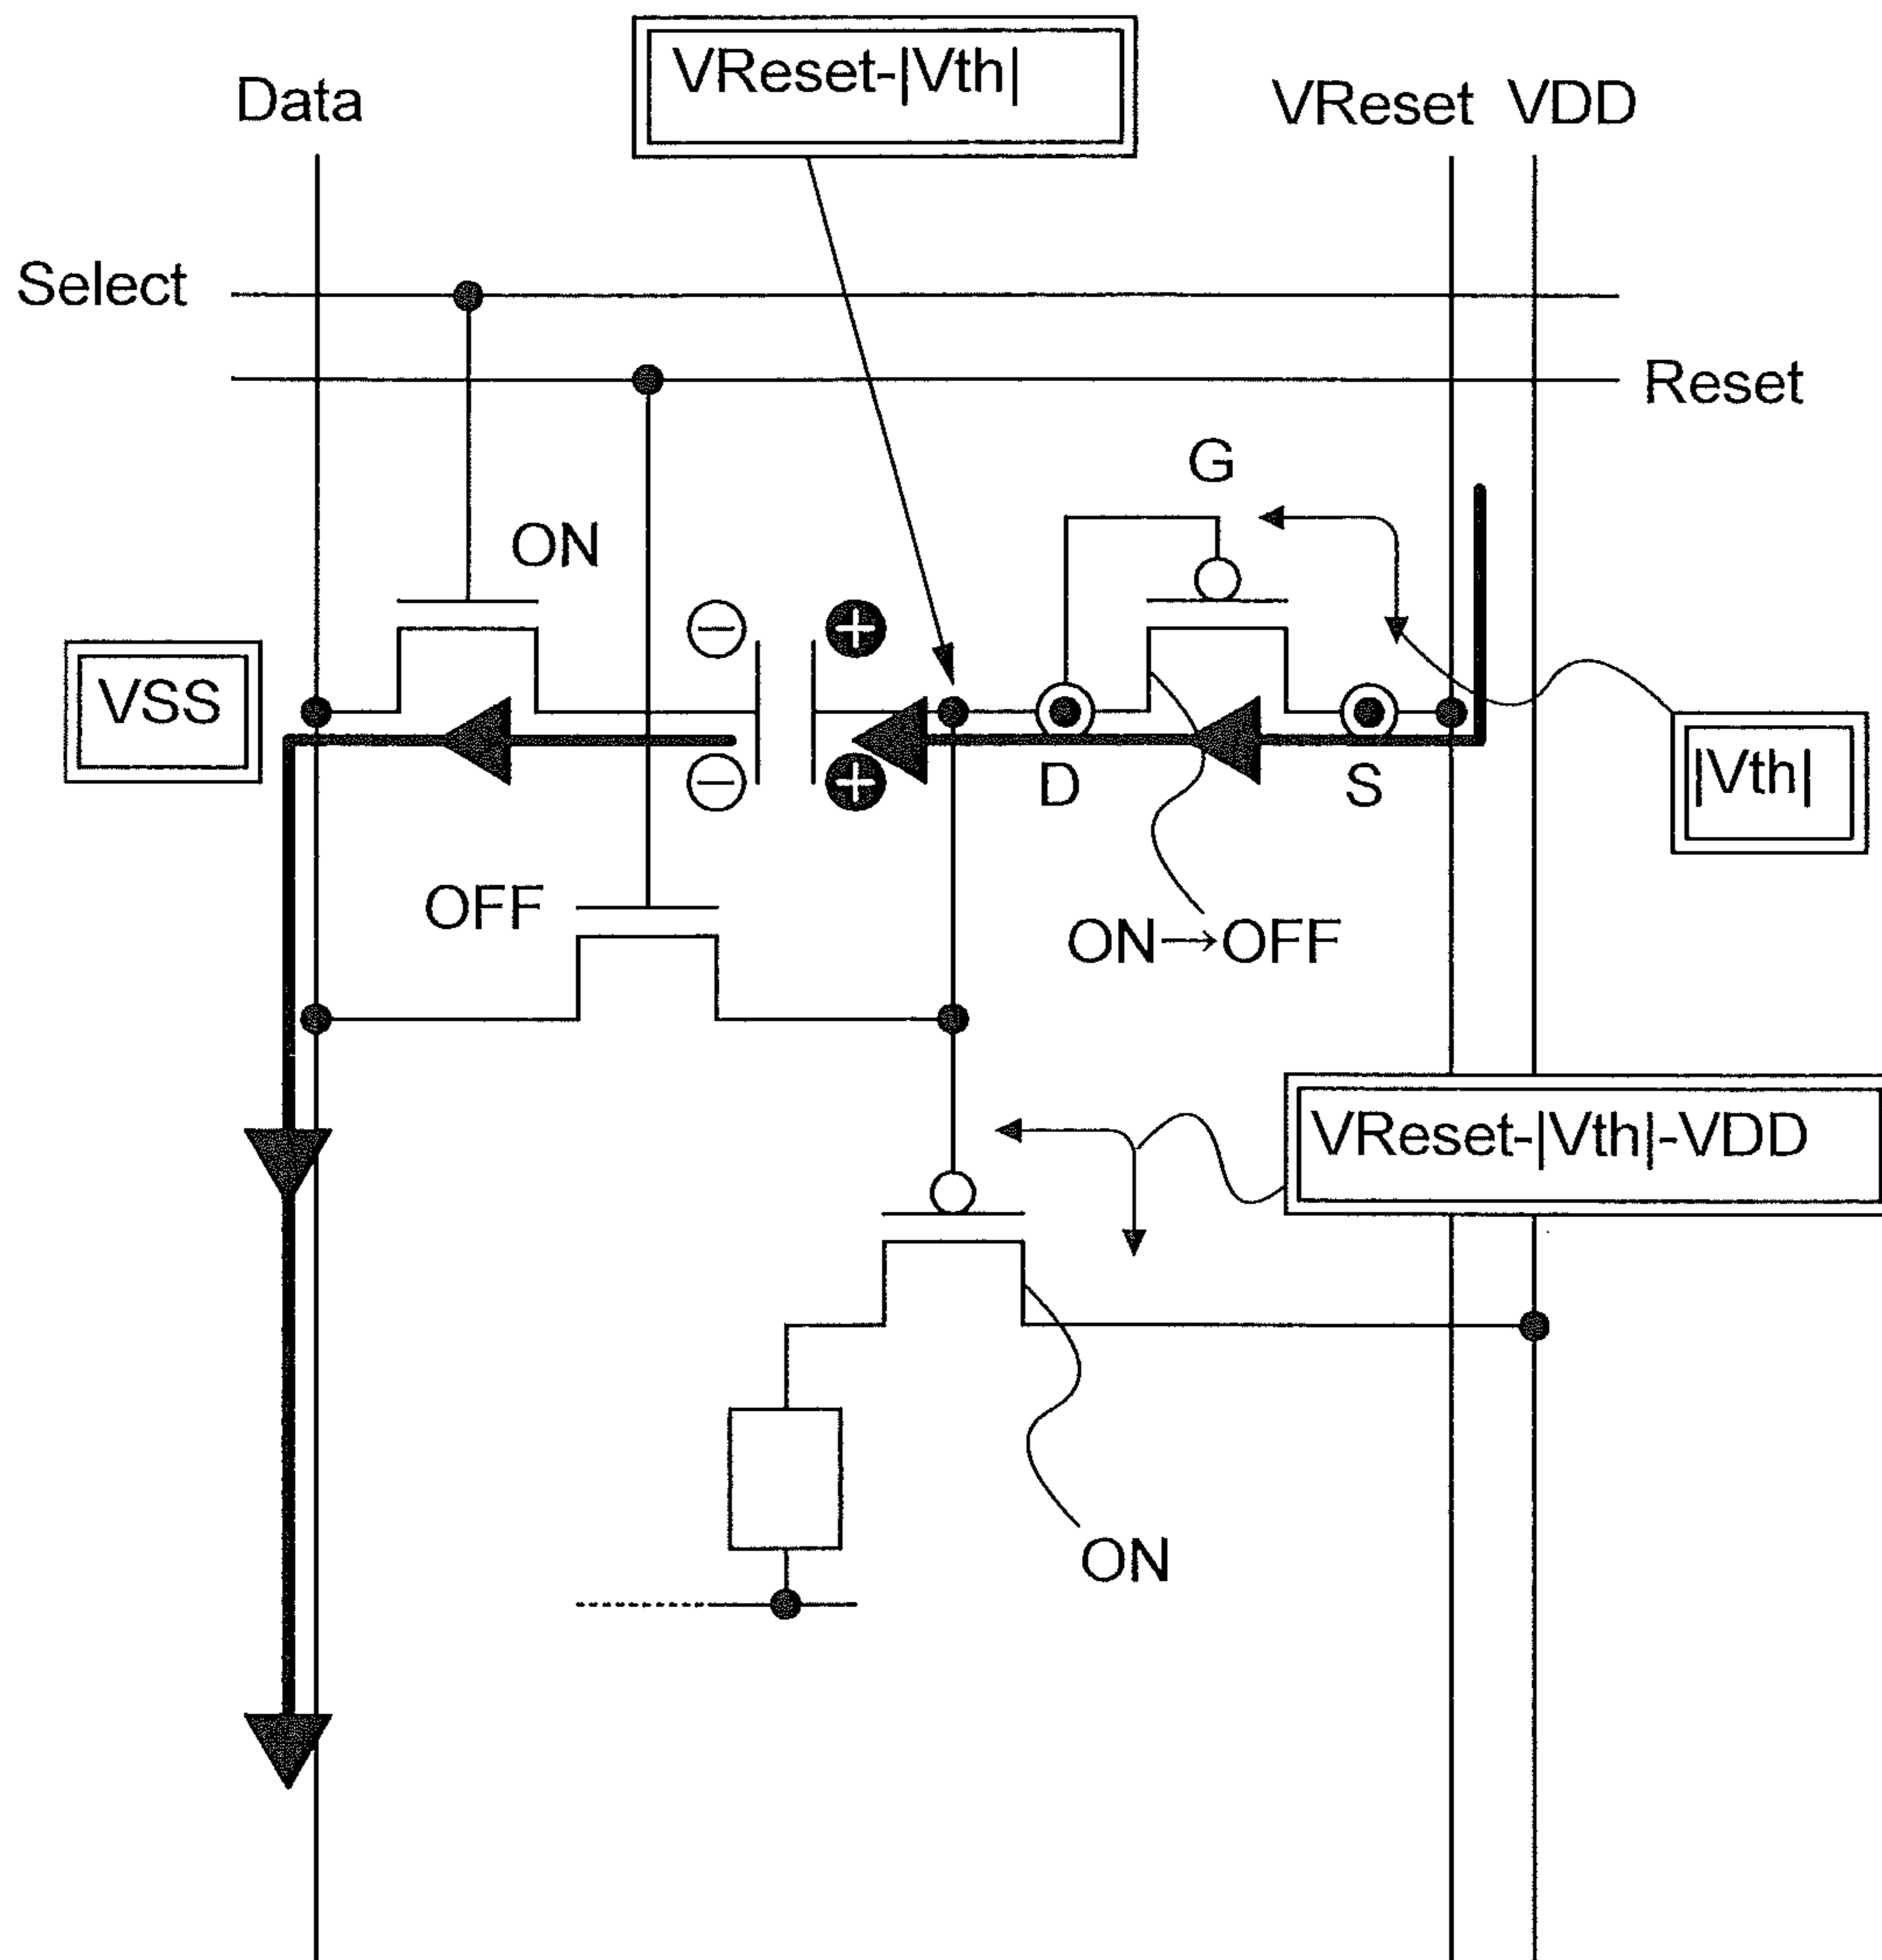 VReset-|Vth|
Data
VReset VDD
Select
Reset
G
ON
VSS
D
S
|Vth|
OFF
ON→OFF
VReset-|Vth|-VDD
ON